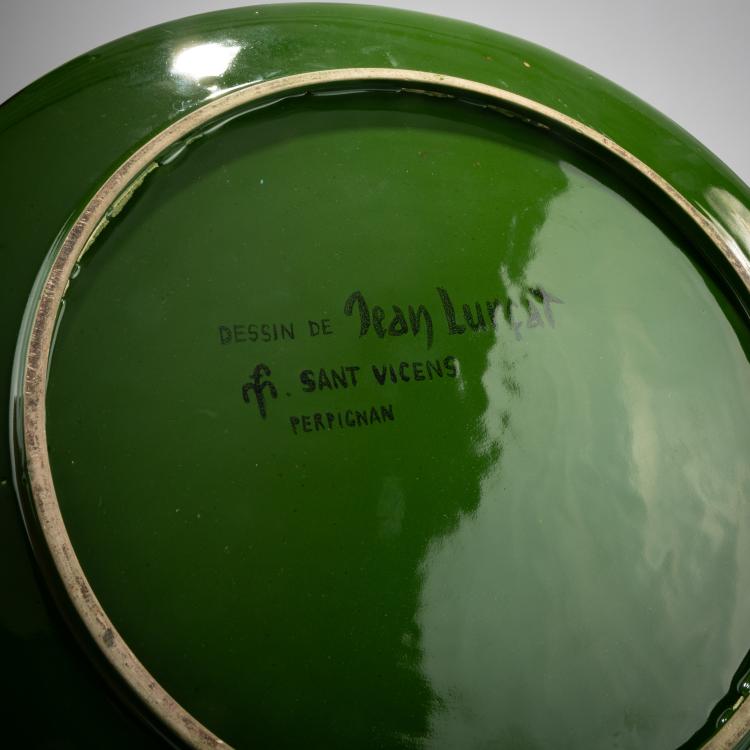 DESSIN DE Jean Lurçat
. SANT VICENS
PERPIGNAN